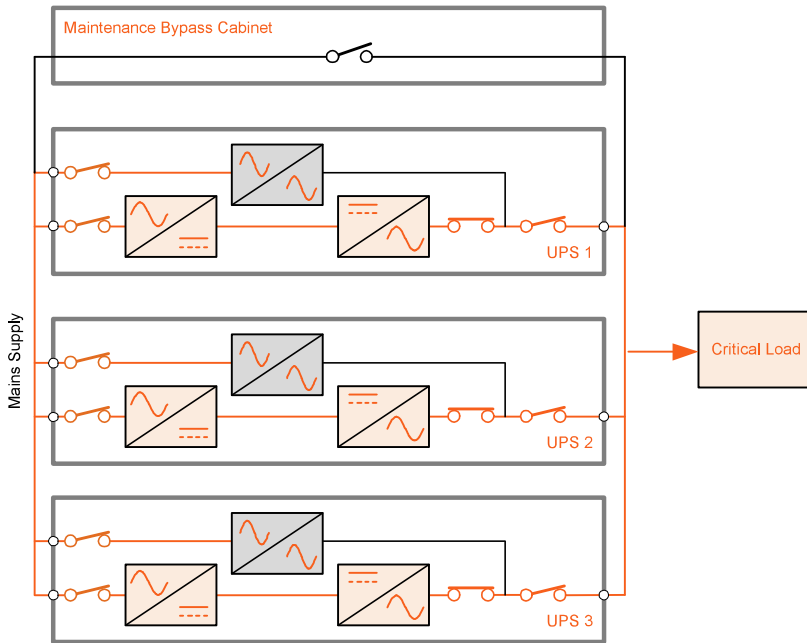 Maintenance Bypass Cabinet
UPS 1
Mains Supply
Critical Load
UPS 2
UPS 3